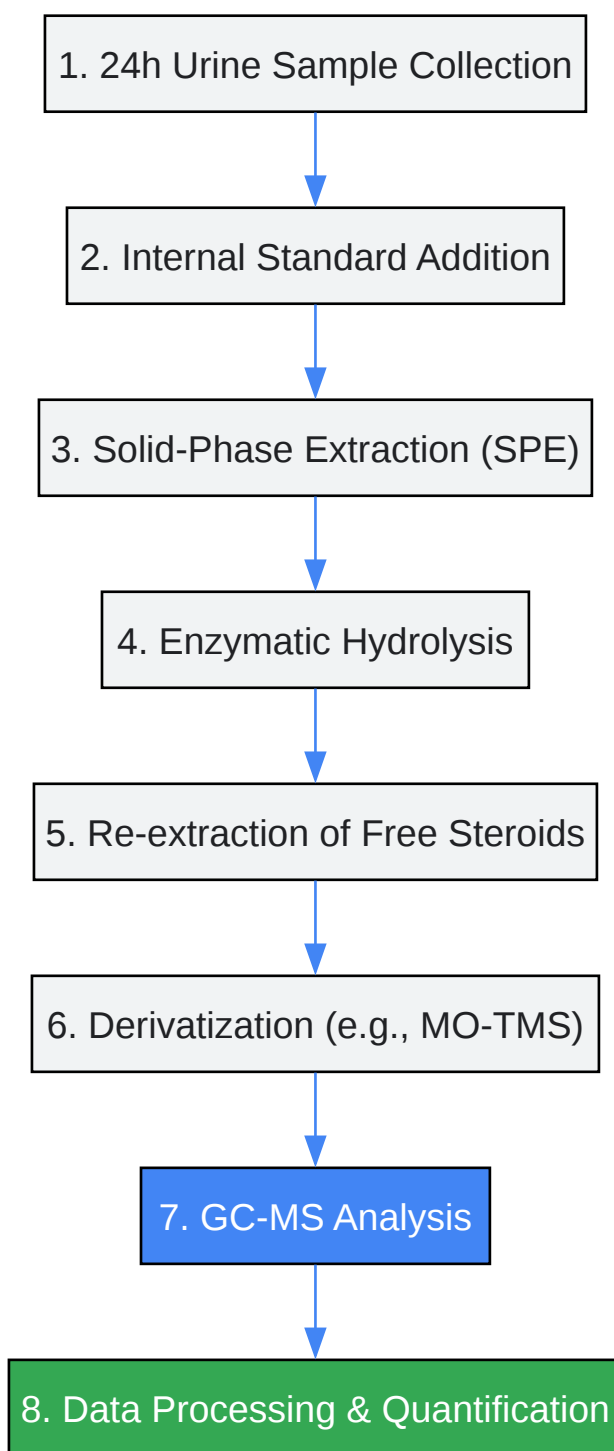 1. 24h Urine Sample Collection
2. Internal Standard Addition
3. Solid-Phase Extraction (SPE)
4. Enzymatic Hydrolysis
5. Re-extraction of Free Steroids
6. Derivatization (e.g., MO-TMS)
7. GC-MS Analysis
8. Data Processing & Quantification